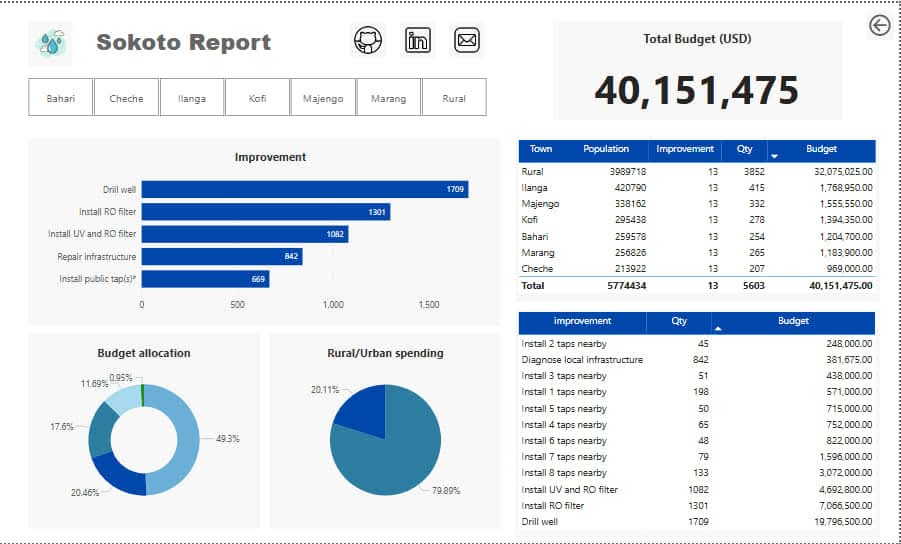 Sokoto Report
Total Budget (USD)
40,151,475
Bahari Cheche Ilanga Kofi Majengo Marang Rural
Improvement
Drill well 1709
Install RO filter 1301
Install UV and RO filter 1082
Repair infrastructure 842
Install public tap(s)* 669
0 500 1,000 1,500
Budget allocation
0.95%
11.69%
17.6%
49.3%
20.46%
Rural/Urban spending
20.11%
79.89%
Town Population Improvement Qty Budget
Rural 3989718 13 3852 32,075,025.00
Ilanga 420790 13 415 1,768,950.00
Majengo 338162 13 332 1,555,550.00
Kofi 295438 13 278 1,394,350.00
Bahari 259578 13 254 1,204,700.00
Marang 256826 13 265 1,183,900.00
Cheche 213922 13 207 969,000.00
Total 5774434 13 5603 40,151,475.00
improvement Qty Budget
Install 2 taps nearby 45 248,000.00
Diagnose local infrastructure 842 381,675.00
Install 3 taps nearby 51 438,000.00
Install 1 taps nearby 198 571,000.00
Install 5 taps nearby 50 715,000.00
Install 4 taps nearby 65 752,000.00
Install 6 taps nearby 48 822,000.00
Install 7 taps nearby 79 1,596,000.00
Install 8 taps nearby 133 3,072,000.00
Install UV and RO filter 1082 4,692,800.00
Install RO filter 1301 7,066,500.00
Drill well 1709 19,796,500.00